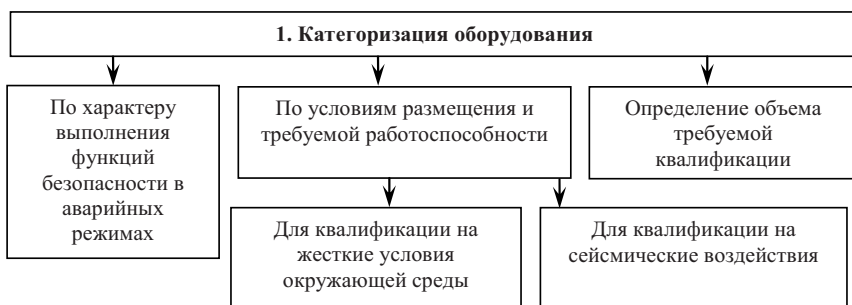 1. Категоризация оборудования
По характеру
выполнения
функций
безопасности в
аварийных
режимах
По условиям размещения и
требуемой работоспособности
Определение объема
требуемой
квалификации
Для квалификации на
жесткие условия
окружающей среды
Для квалификации на
сейсмические воздействия